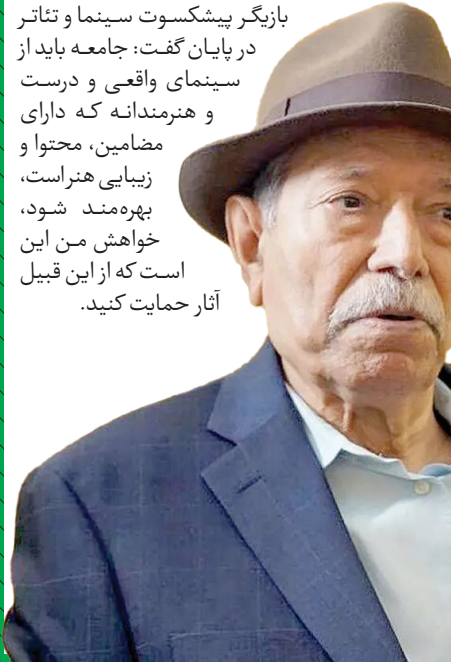 بازیگر پیشکسوت سینما و تئاتر
در پایان گفت: جامعه باید از
سینمای واقعی و درست
و هنرمندانه که دارای
مضامین، محتوا و
زیبایی هنراست،
بهره‌مند شود،
خواهش من این
است که از این قبیل
آثار حمایت کنید.